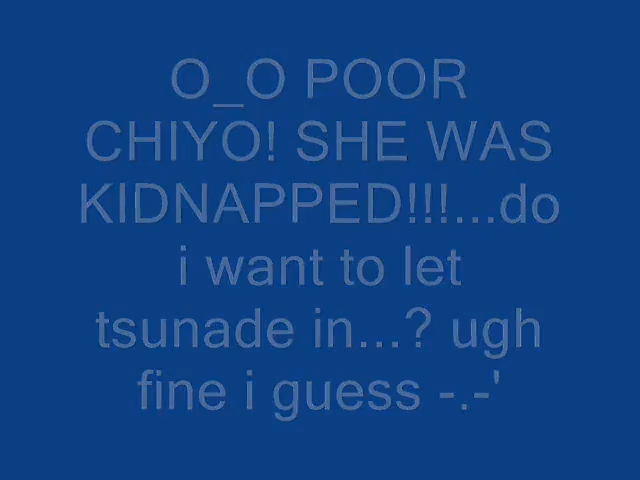 O_O POOR
CHIYO! SHE WAS
KIDNAPPED!!!...do
i want to let
tsunade in...? ugh
fine i guess -.-'